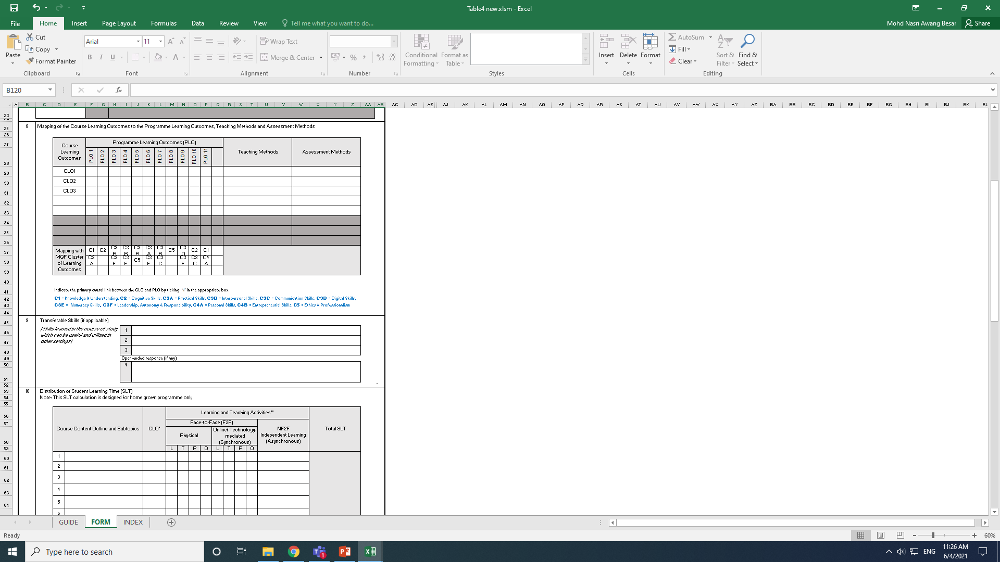 Table4 new.xlsm - Excel
File Home Insert Page Layout Formulas Data Review View Tell me what you want to do... Mohd Nasri Awang Besar Share
Paste Cut Copy Format Painter
Arial 11 Wrap Text Merge & Center
B I U A % ,
Conditional Formatting Format as Table Insert Delete Format
AutoSum Fill Clear Sort & Filter Find & Select
Clipboard Font Alignment Number Styles Cells Editing
B120 fx
A B C D E F G H I J K L M N O P Q R S T U V W X Y Z AA AB AC AD AE AJ AK AL AM AN AO AP AQ AR AS AT AU AV AW AX AY AZ BA BB BC BD BE BF BG BH BI BJ BK BL
23
24
25 8 Mapping of the Course Learning Outcomes to the Programme Learning Outcomes, Teaching Methods and Assessment Methods
26
27 Course Learning Outcomes Programme Learning Outcomes (PLO) Teaching Methods Assessment Methods
28 PLO 1 PLO 2 PLO 3 PLO 4 PLO 5 PLO 6 PLO 7 PLO 8 PLO 9 PLO 10 PLO 11
29 CLO1
30 CLO2
31 CLO3
32
33
34
35
36
37 Mapping with MQF Cluster of Learning Outcomes C1 C2 C3B C3B C3B C3A C3B C5 C3D C2 C1
38 C3A C3F C5 C3C C3C C4A
39
40
41 Indicate the primary causal link between the CLO and PLO by ticking '√' in the appropriate box.
42 C1 = Knowledge & Understanding, C2 = Cognitive Skills, C3A = Practical Skills, C3B = Interpersonal Skills, C3C = Communication Skills, C3D = Digital Skills,
43 C3E = Numeracy Skills, C3F = Leadership, Autonomy & Responsibility, C4A = Personal Skills, C4B = Entrepreneurial Skills, C5 = Ethics & Professionalism
44
45 9 Transferable Skills (if applicable)
46 (Skills learned in the course of study 1
47 which can be useful and utilized in 2
48 other settings) 3
49 Open-ended response (if any)
50 4
51
52
53 10 Distribution of Student Learning Time (SLT)
54 Note: This SLT calculation is designed for home grown programme only.
55
56 Course Content Outline and Subtopics CLO* Learning and Teaching Activities** Total SLT
57 Face-to-Face (F2F) NF2F Independent Learning (Asynchronous)
58 Physical Online/ Technology-mediated (Synchronous)
59 L T P O L T P O
60 1
61 2
62 3
63 4
64 5
6
GUIDE FORM INDEX
Ready 60%
Type here to search 1 ENG 11:26 AM
6/4/2021